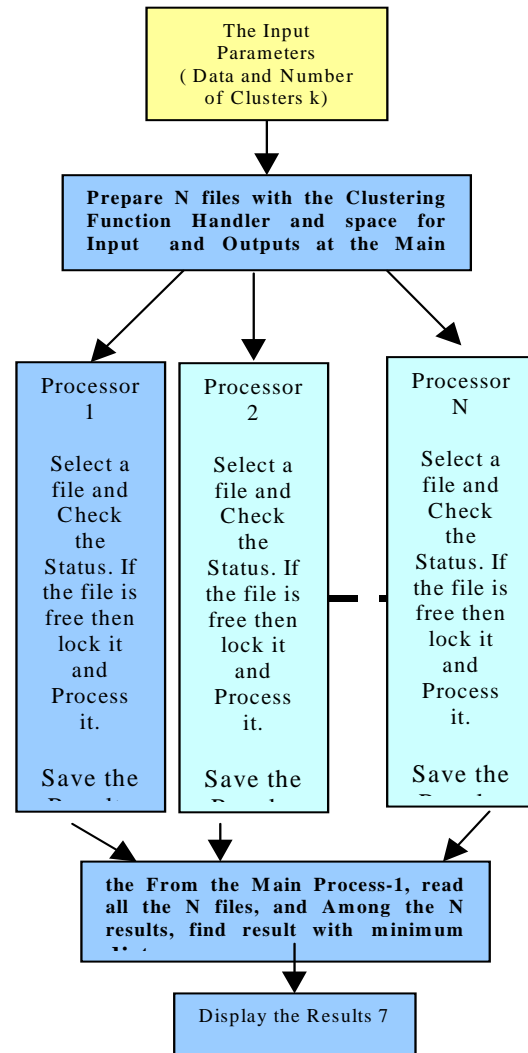 The Input
Parameters
( Data and Number
of Clusters k)
Prepare N files with the Clustering
Function Handler and space for
Input and Outputs at the Main
Processor
1
Select a
file and
Check
the
Status. If
the file is
free then
lock it
and
Process
it.
Save the
Processor
2
Select a
file and
Check
the
Status. If
the file is
free then
lock it
and
Process
it.
Save the
Processor
N
Select a
file and
Check
the
Status. If
the file is
free then
lock it
and
Process
it.
Save the
the From the Main Process-1, read
all the N files, and Among the N
results, find result with minimum
Display the Results 7